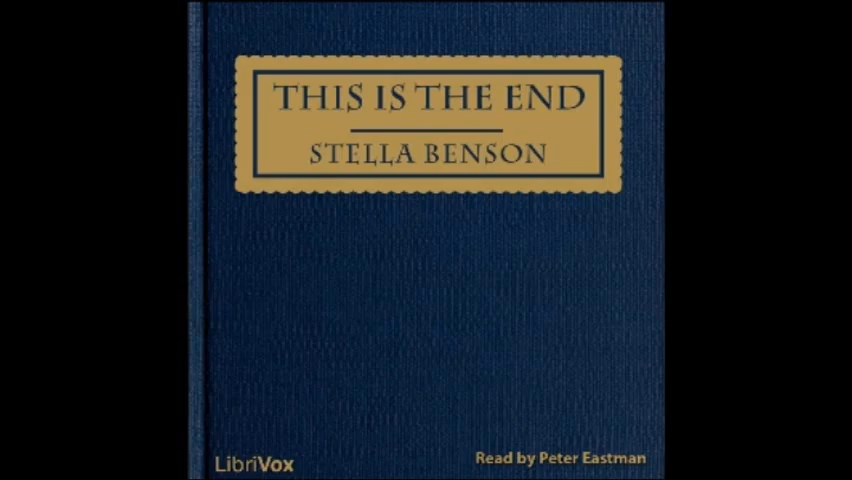 THIS IS THE END
STELLA BENSON
LibriVox
Read by Peter Eastman